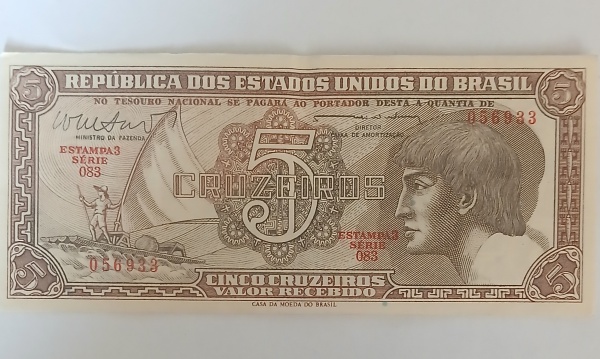 5 REPÚBLICA DOS ESTADOS UNIDOS DO BRASIL 5
NO TESOURO NACIONAL SE PAGARÁ AO PORTADOR DESTA A QUANTIA DE
056933
MINISTRO DA FAZENDA
DIRETOR
CAIXA DE AMORTIZAÇÃO
ESTAMPA 3
SÉRIE
083
5
CRUZEIROS
ESTAMPA 3
SÉRIE
083
056933
5 CINCO CRUZEIROS 5
VALOR RECEBIDO
CASA DA MOEDA DO BRASIL